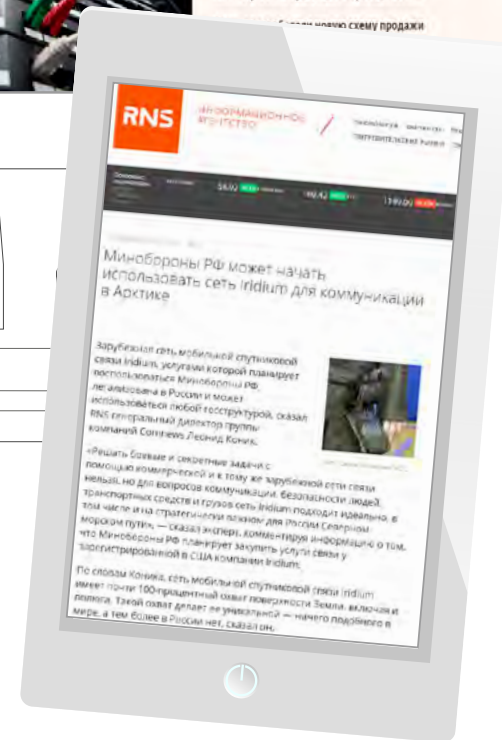 новую схему продажи
RNS
ИНФОРМАЦИОННОЕ
АГЕНТСТВО
Минобороны РФ может начать
использовать сеть Iridium для коммуникации
в Арктике
Зарубежная сеть мобильной спутниковой
связи Iridium, услугами которой планирует
воспользоваться Минобороны РФ,
легализована в России и может
использоваться любой госструктурой, сказал
RNS генеральный директор группы
компаний Comnews Леонид Коник.
«Решать боевые и секретные задачи с
помощью коммерческой и к тому же зарубежной сети связи
нельзя, но для вопросов коммуникации, безопасности людей,
транспортных средств и грузов сеть Iridium подходит идеально, в
том числе и на стратегически важном для России Северном
морском пути», — сказал эксперт, комментируя информацию о том,
что Минобороны РФ планирует закупить услуги связи у
зарегистрированной в США компании Iridium.
По словам Коника, сеть мобильной спутниковой связи Iridium
имеет почти 100-процентный охват поверхности Земли, включая и
полюса. Такой охват делает ее уникальной — ничего подобного в
мире, а тем более в России нет, сказал он.